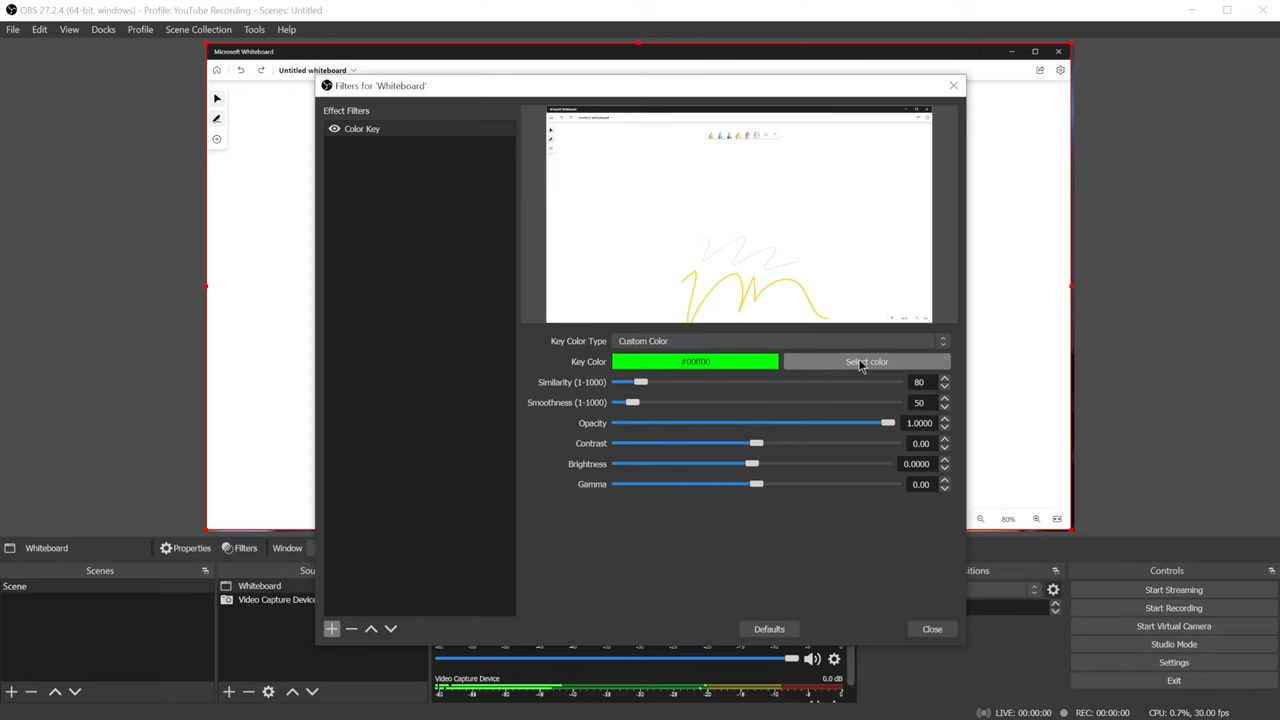 OBS 27.2.4 (64-bit, windows) - Profile: YouTube Recording - Scenes: Untitled
File Edit View Docks Profile Scene Collection Tools Help
Microsoft Whiteboard
Untitled whiteboard
Filters for 'Whiteboard'
Effect Filters
Color Key
Key Color Type Custom Color
Key Color #00ff00 Select color
Similarity (1-1000) 80
Smoothness (1-1000) 50
Opacity 1.0000
Contrast 0.00
Brightness 0.0000
Gamma 0.00
80%
Defaults Close
Whiteboard Properties Filters Window
Scenes Sou itions Controls
Scene
Whiteboard
Video Capture Device
Start Streaming
Start Recording
Start Virtual Camera
Studio Mode
Settings
Exit
Video Capture Device 0.0 dB
LIVE: 00:00:00 REC: 00:00:00 CPU: 0.7%, 30.00 fps